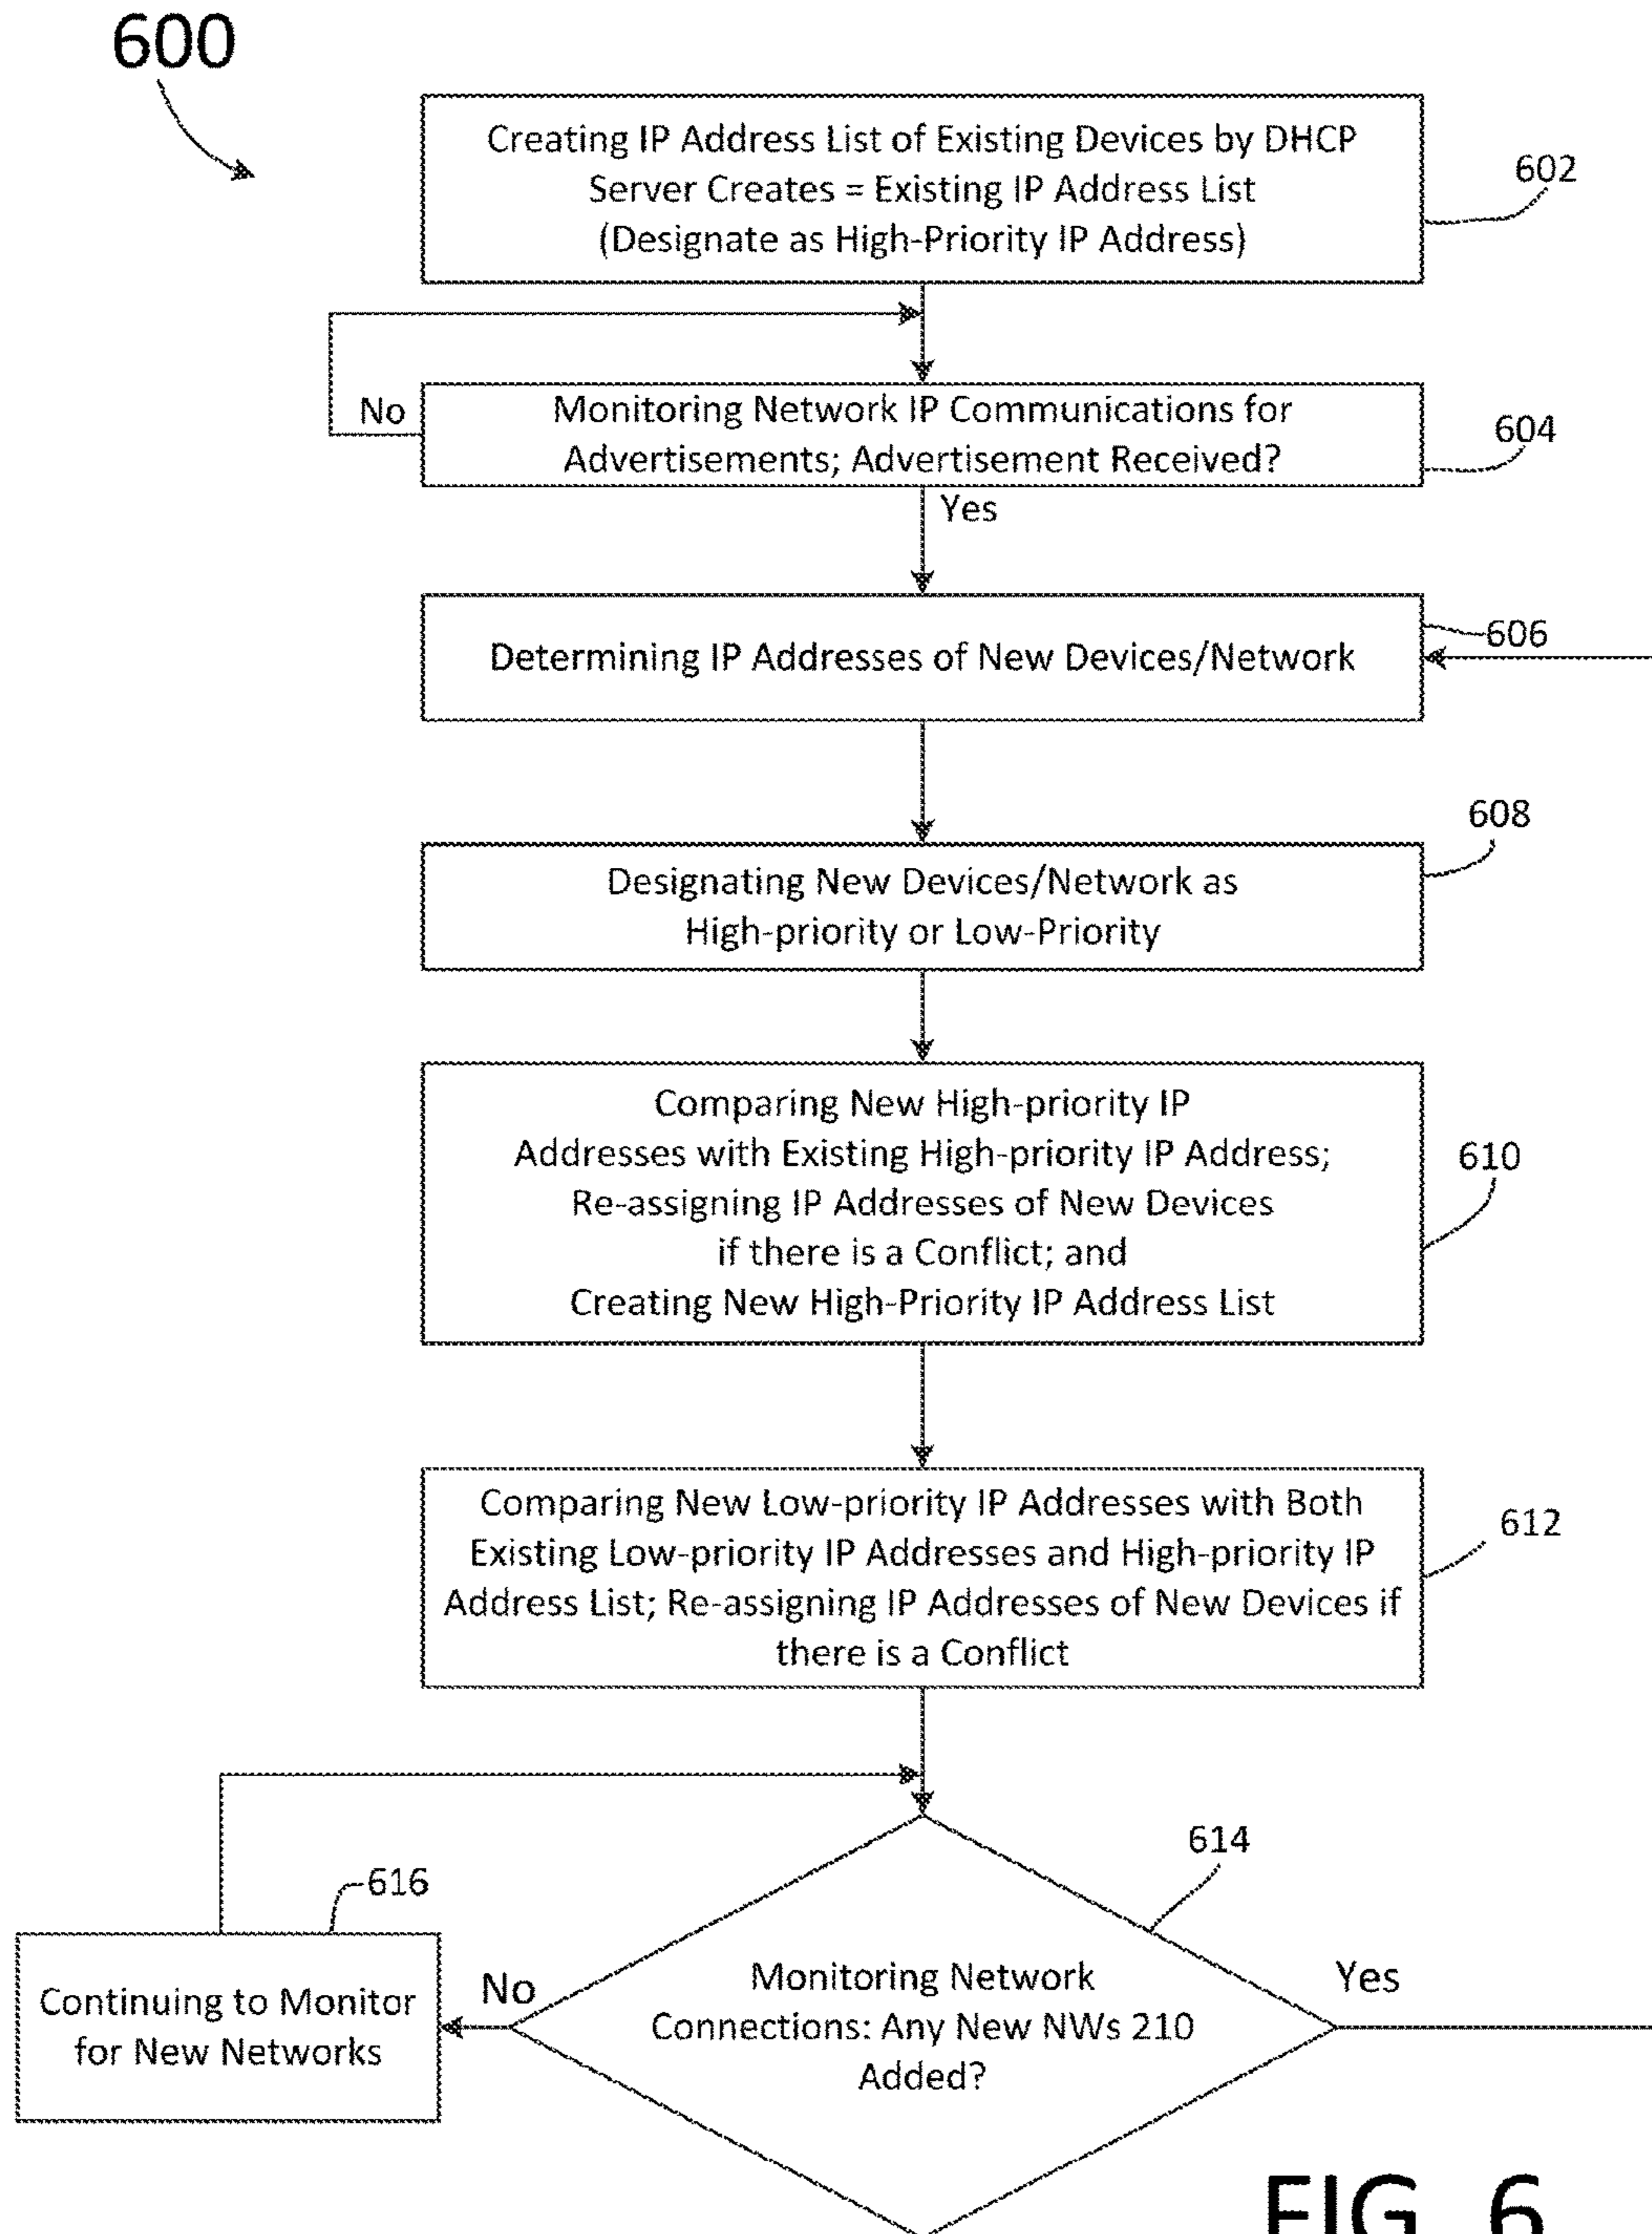 600
Creating IP Address List of Existing Devices by DHCP
Server Creates = Existing IP Address List
(Designate as High-Priority IP Address)
602
No
Monitoring Network IP Communications for
Advertisements; Advertisement Received?
604
Yes
Determining IP Addresses of New Devices/Network
606
Designating New Devices/Network as
High-priority or Low-Priority
608
Comparing New High-priority IP
Addresses with Existing High-priority IP Address;
Re-assigning IP Addresses of New Devices
if there is a Conflict; and
Creating New High-Priority IP Address List
610
Comparing New Low-priority IP Addresses with Both
Existing Low-priority IP Addresses and High-priority IP
Address List; Re-assigning IP Addresses of New Devices if
there is a Conflict
612
614
616
Continuing to Monitor
for New Networks
No
Monitoring Network
Connections: Any New NWs 210
Added?
Yes
FIG. 6